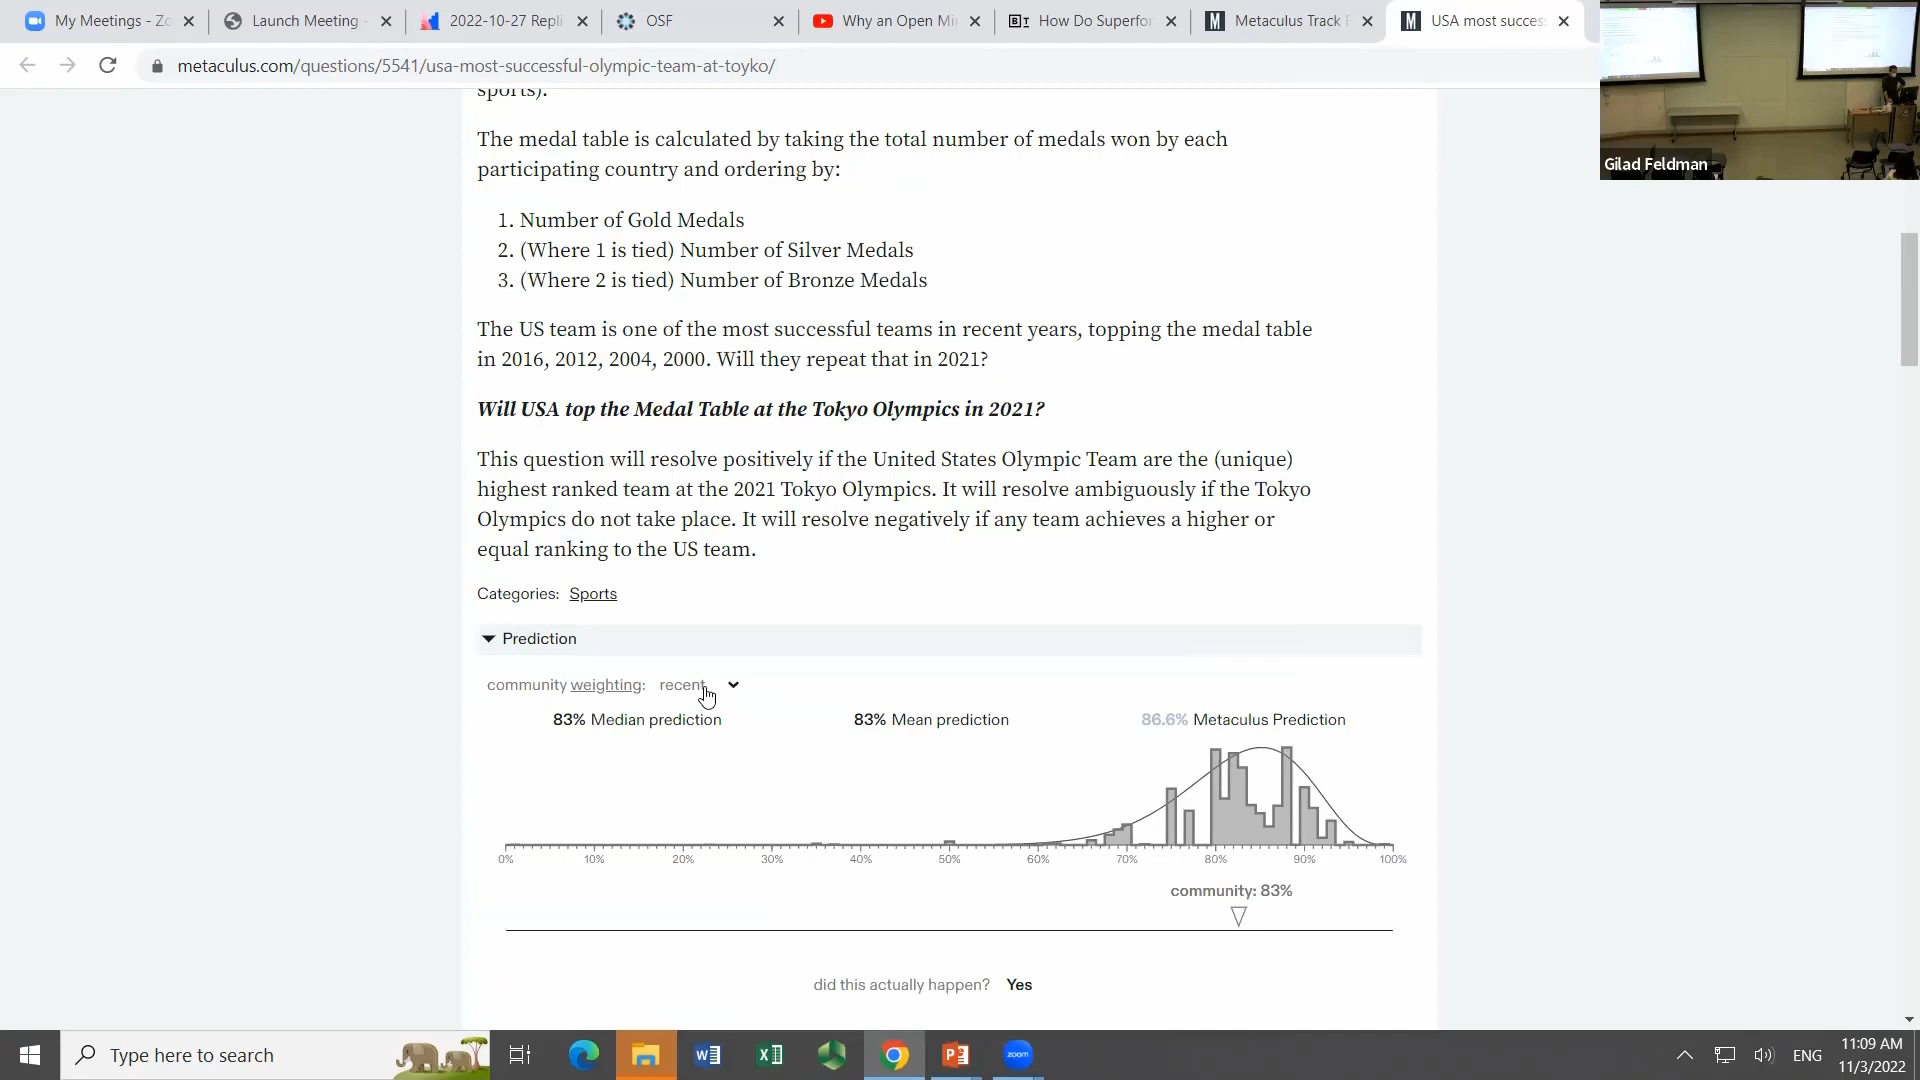 My Meetings - Zo
Launch Meeting -
2022-10-27 Repli
OSF
Why an Open Mi
How Do Superfor
Metaculus Track
USA most succes
metaculus.com/questions/5541/usa-most-successful-olympic-team-at-toyko/
Gilad Feldman
sports).
The medal table is calculated by taking the total number of medals won by each
participating country and ordering by:
1. Number of Gold Medals
2. (Where 1 is tied) Number of Silver Medals
3. (Where 2 is tied) Number of Bronze Medals
The US team is one of the most successful teams in recent years, topping the medal table
in 2016, 2012, 2004, 2000. Will they repeat that in 2021?
Will USA top the Medal Table at the Tokyo Olympics in 2021?
This question will resolve positively if the United States Olympic Team are the (unique)
highest ranked team at the 2021 Tokyo Olympics. It will resolve ambiguously if the Tokyo
Olympics do not take place. It will resolve negatively if any team achieves a higher or
equal ranking to the US team.
Categories: Sports
Prediction
community weighting: recent
83% Median prediction 83% Mean prediction 86.6% Metaculus Prediction
0% 10% 20% 30% 40% 50% 60% 70% 80% 90% 100%
community: 83%
did this actually happen? Yes
Type here to search
zoom
ENG
11:09 AM
11/3/2022